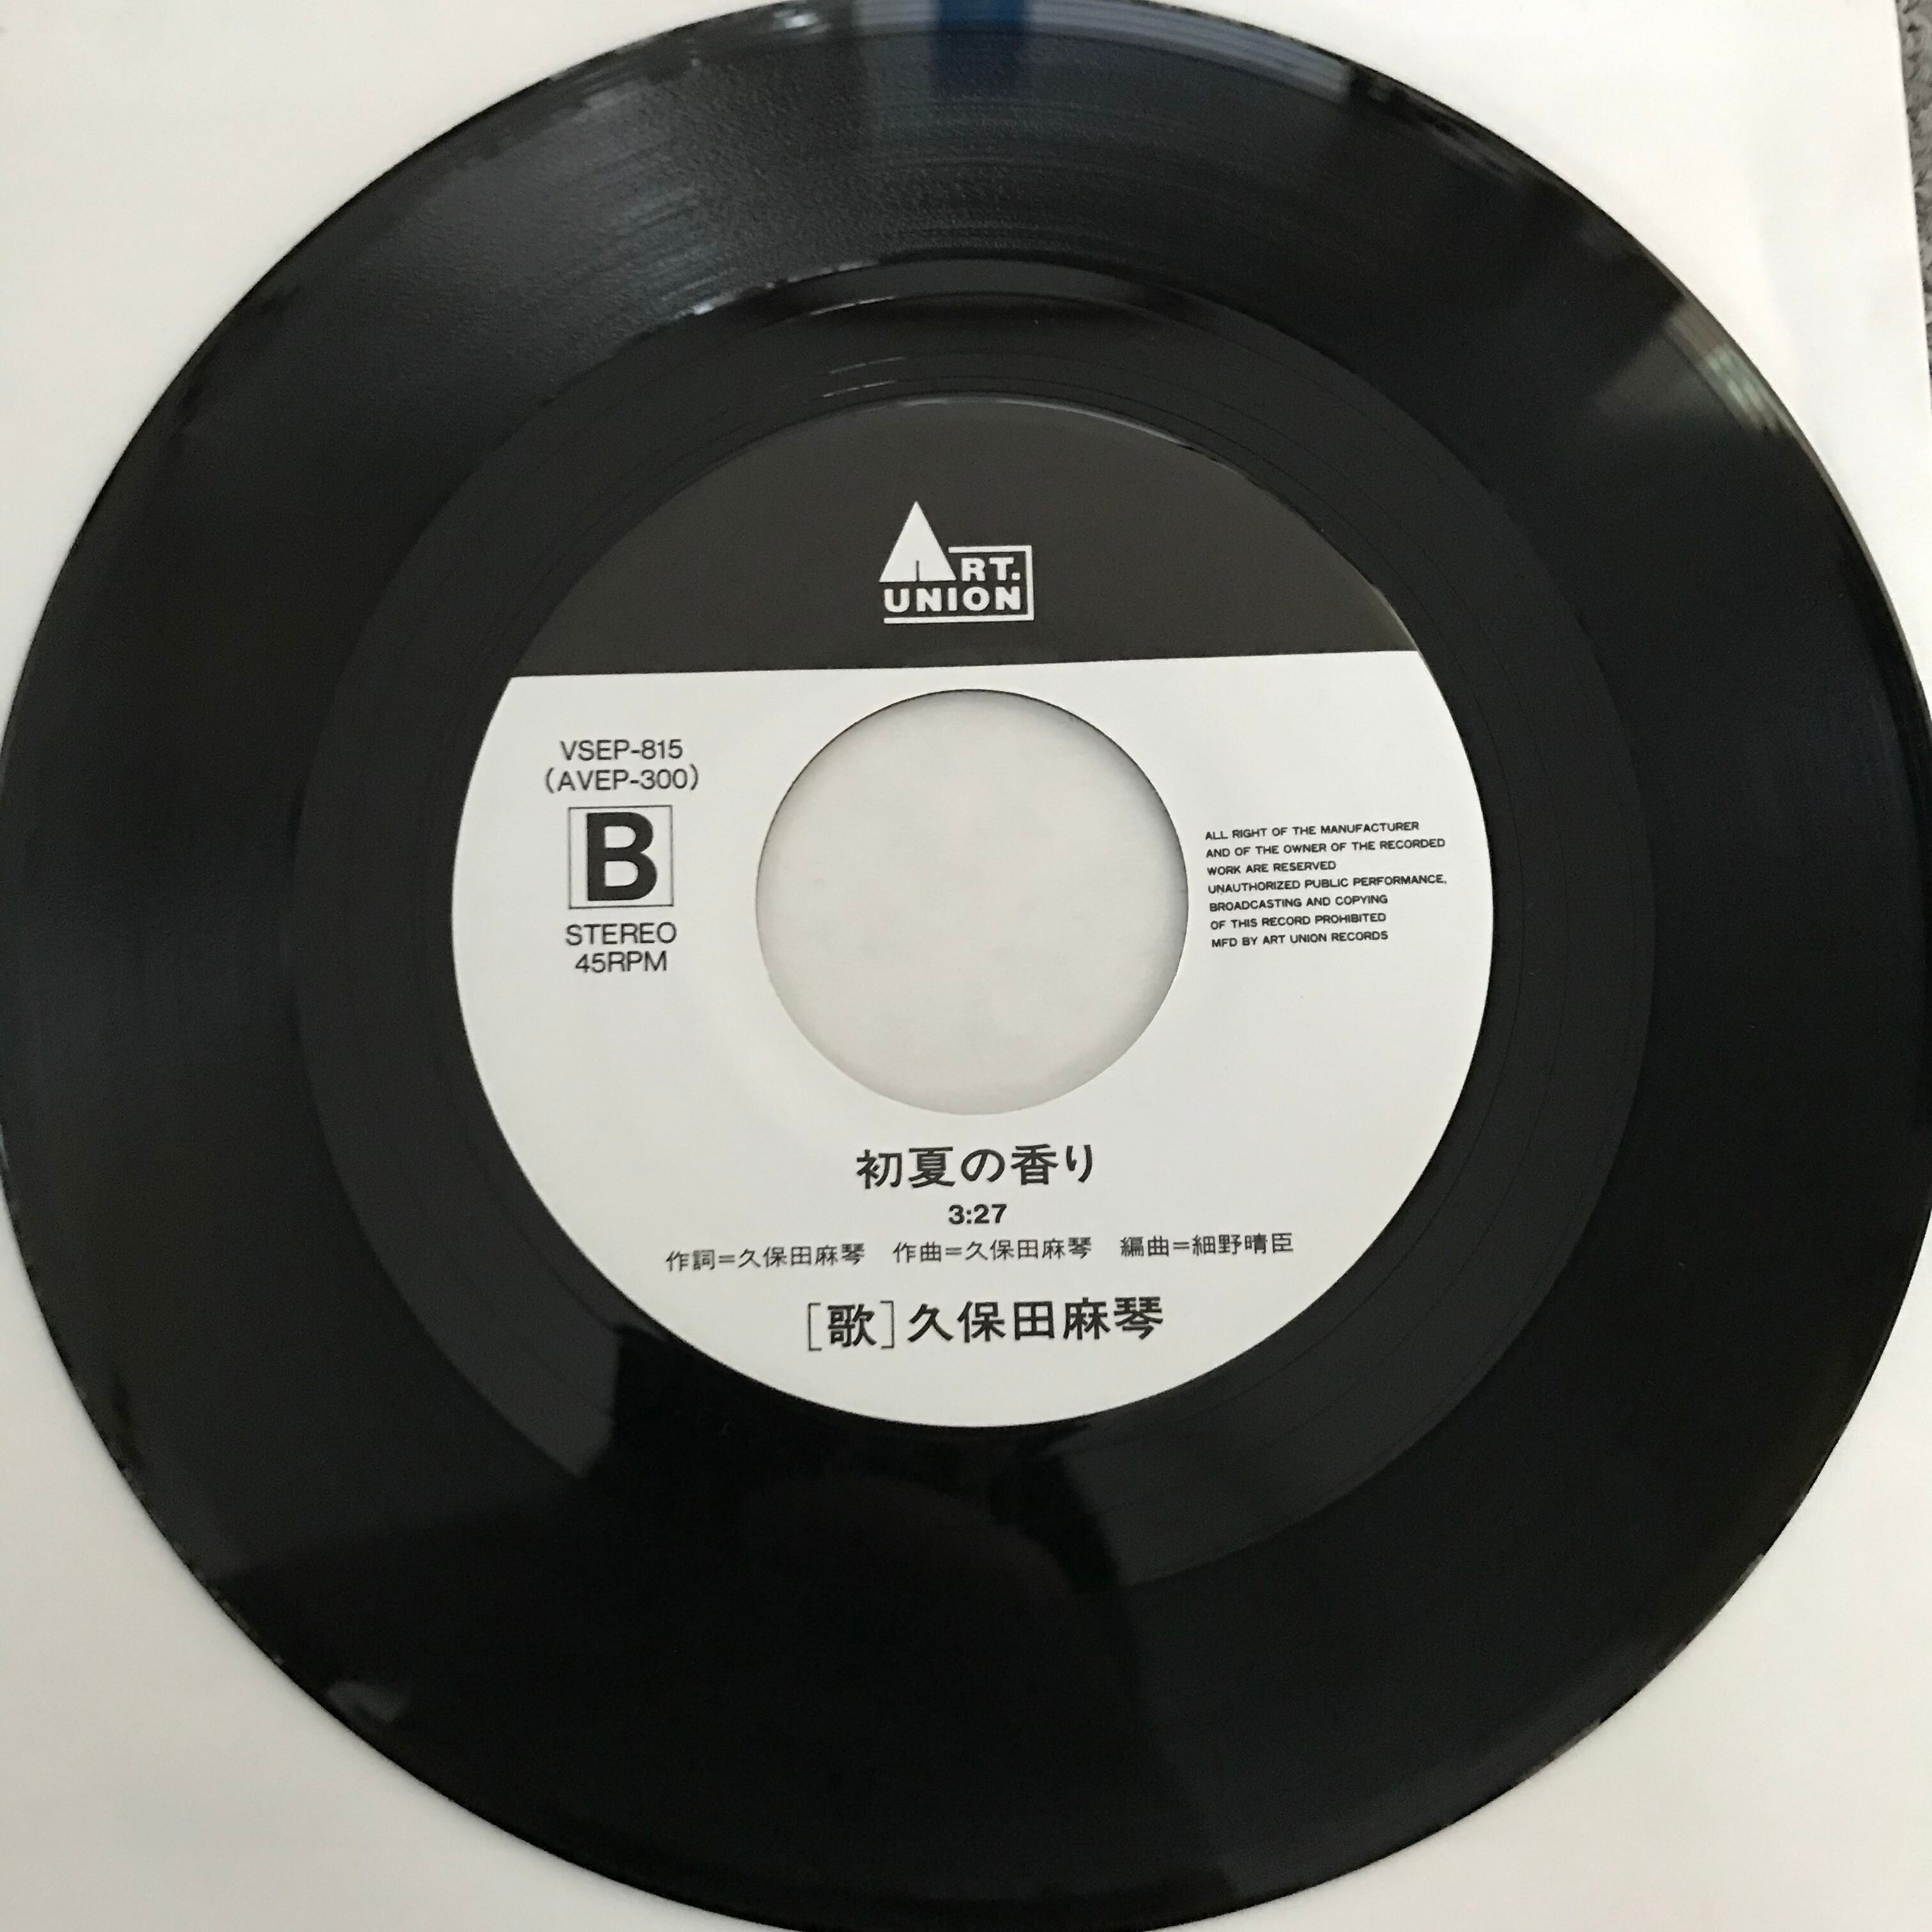 ART.
UNION
VSEP-815
(AVEP-300)
B
STEREO
45RPM
ALL RIGHT OF THE MANUFACTURER
AND OF THE OWNER OF THE RECORDED
WORK ARE RESERVED
UNAUTHORIZED PUBLIC PERFORMANCE,
BROADCASTING AND COPYING
OF THIS RECORD PROHIBITED
MFD BY ART UNION RECORDS
初夏の香り
3:27
作詞=久保田麻琴 作曲=久保田麻琴 編曲=細野晴臣
[歌]久保田麻琴